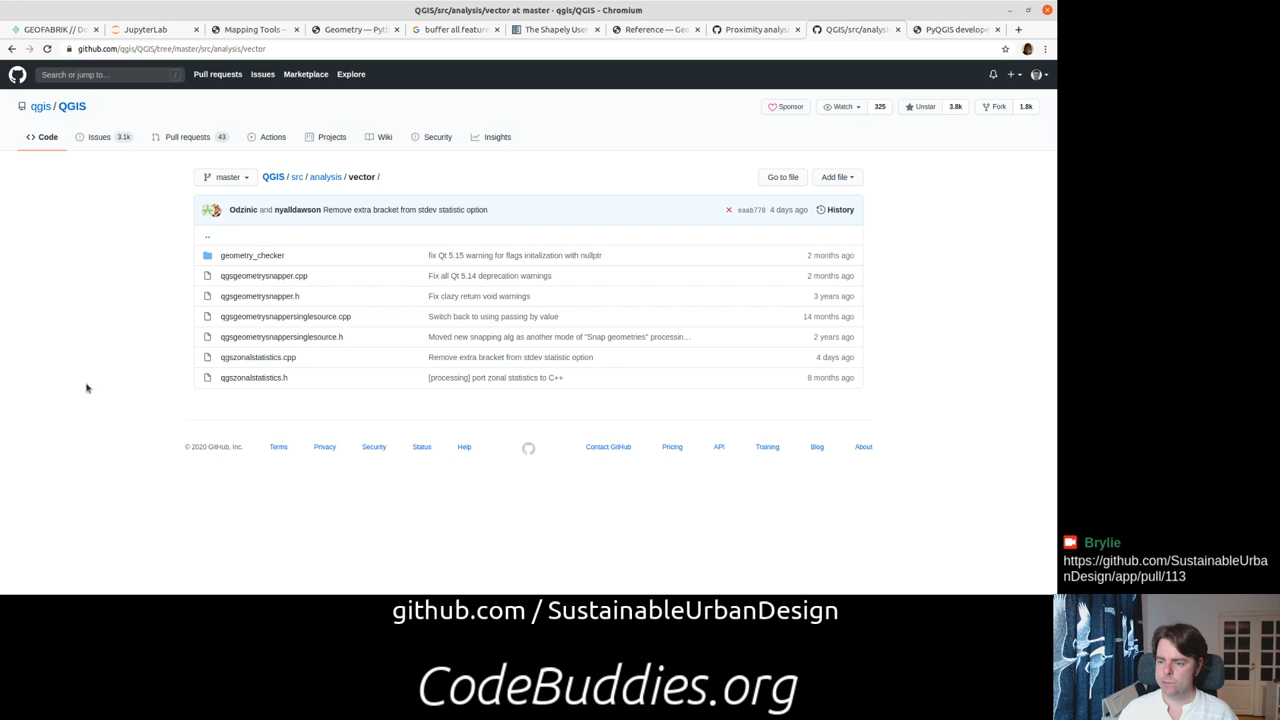 QGIS/src/analysis/vector at master · qgis/QGIS - Chromium
GEOFABRIK // Do
JupyterLab
Mapping Tools —
Geometry — Pyth
buffer all feature
The Shapely User
Reference — Geo
Proximity analysi
QGIS/src/analysi
PyQGIS develope
github.com/qgis/QGIS/tree/master/src/analysis/vector
Search or jump to…
/
Pull requests
Issues
Marketplace
Explore
qgis / QGIS
Sponsor
Watch
325
Unstar
3.8k
Fork
1.8k
Code
Issues 3.1k
Pull requests 43
Actions
Projects
Wiki
Security
Insights
master
QGIS / src / analysis / vector /
Go to file
Add file
Odzinic and nyalldawson Remove extra bracket from stdev statistic option
eaab778 4 days ago
History
..
geometry_checker fix Qt 5.15 warning for flags initalization with nullptr 2 months ago
qgsgeometrysnapper.cpp Fix all Qt 5.14 deprecation warnings 2 months ago
qgsgeometrysnapper.h Fix clazy return void warnings 3 years ago
qgsgeometrysnappersinglesource.cpp Switch back to using passing by value 14 months ago
qgsgeometrysnappersinglesource.h Moved new snapping alg as another mode of "Snap geometries" processin… 2 years ago
qgszonalstatistics.cpp Remove extra bracket from stdev statistic option 4 days ago
qgszonalstatistics.h [processing] port zonal statistics to C++ 8 months ago
© 2020 GitHub, Inc.
Terms
Privacy
Security
Status
Help
Contact GitHub
Pricing
API
Training
Blog
About
Brylie
https://github.com/SustainableUrba
nDesign/app/pull/113
github.com / SustainableUrbanDesign
CodeBuddies.org